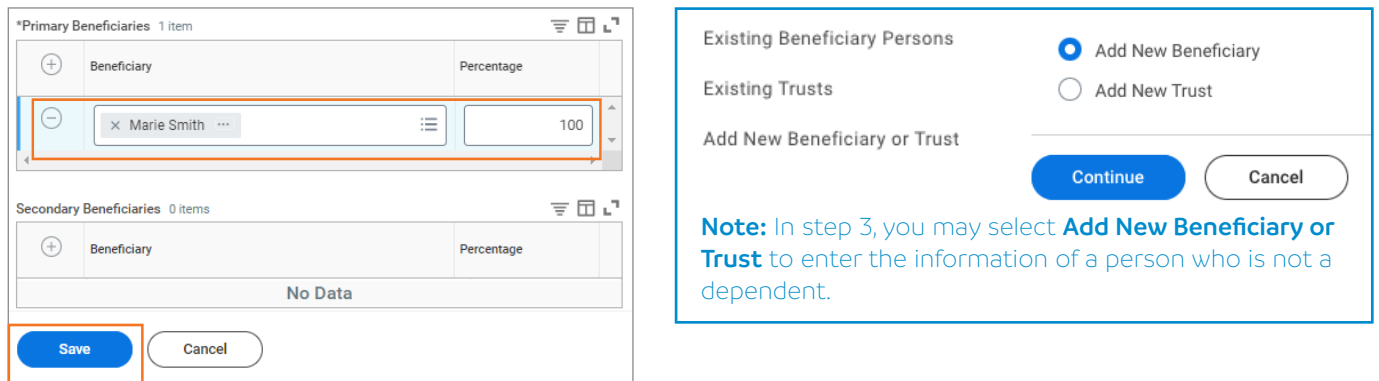 *Primary Beneficiaries 1 item
Beneficiary Percentage
× Marie Smith ··· 100
Secondary Beneficiaries 0 items
Beneficiary Percentage
No Data
Save Cancel
Existing Beneficiary Persons
Existing Trusts
Add New Beneficiary or Trust
Add New Beneficiary
Add New Trust
Continue Cancel
Note: In step 3, you may select Add New Beneficiary or
Trust to enter the information of a person who is not a
dependent.